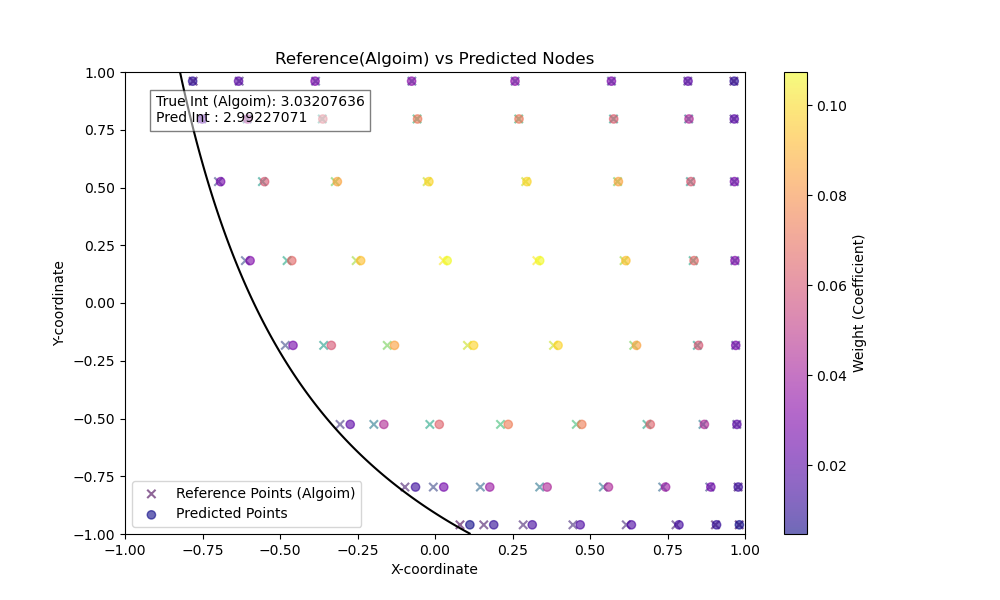 Reference(Algoim) vs Predicted Nodes
True Int (Algoim): 3.03207636
Pred Int : 2.99227071
Y-coordinate
1.00
0.75
0.50
0.25
0.00
−0.25
−0.50
−0.75
−1.00
Reference Points (Algoim)
Predicted Points
−1.00 −0.75 −0.50 −0.25 0.00 0.25 0.50 0.75 1.00
X-coordinate
0.10
0.08
0.06
0.04
0.02
Weight (Coefficient)